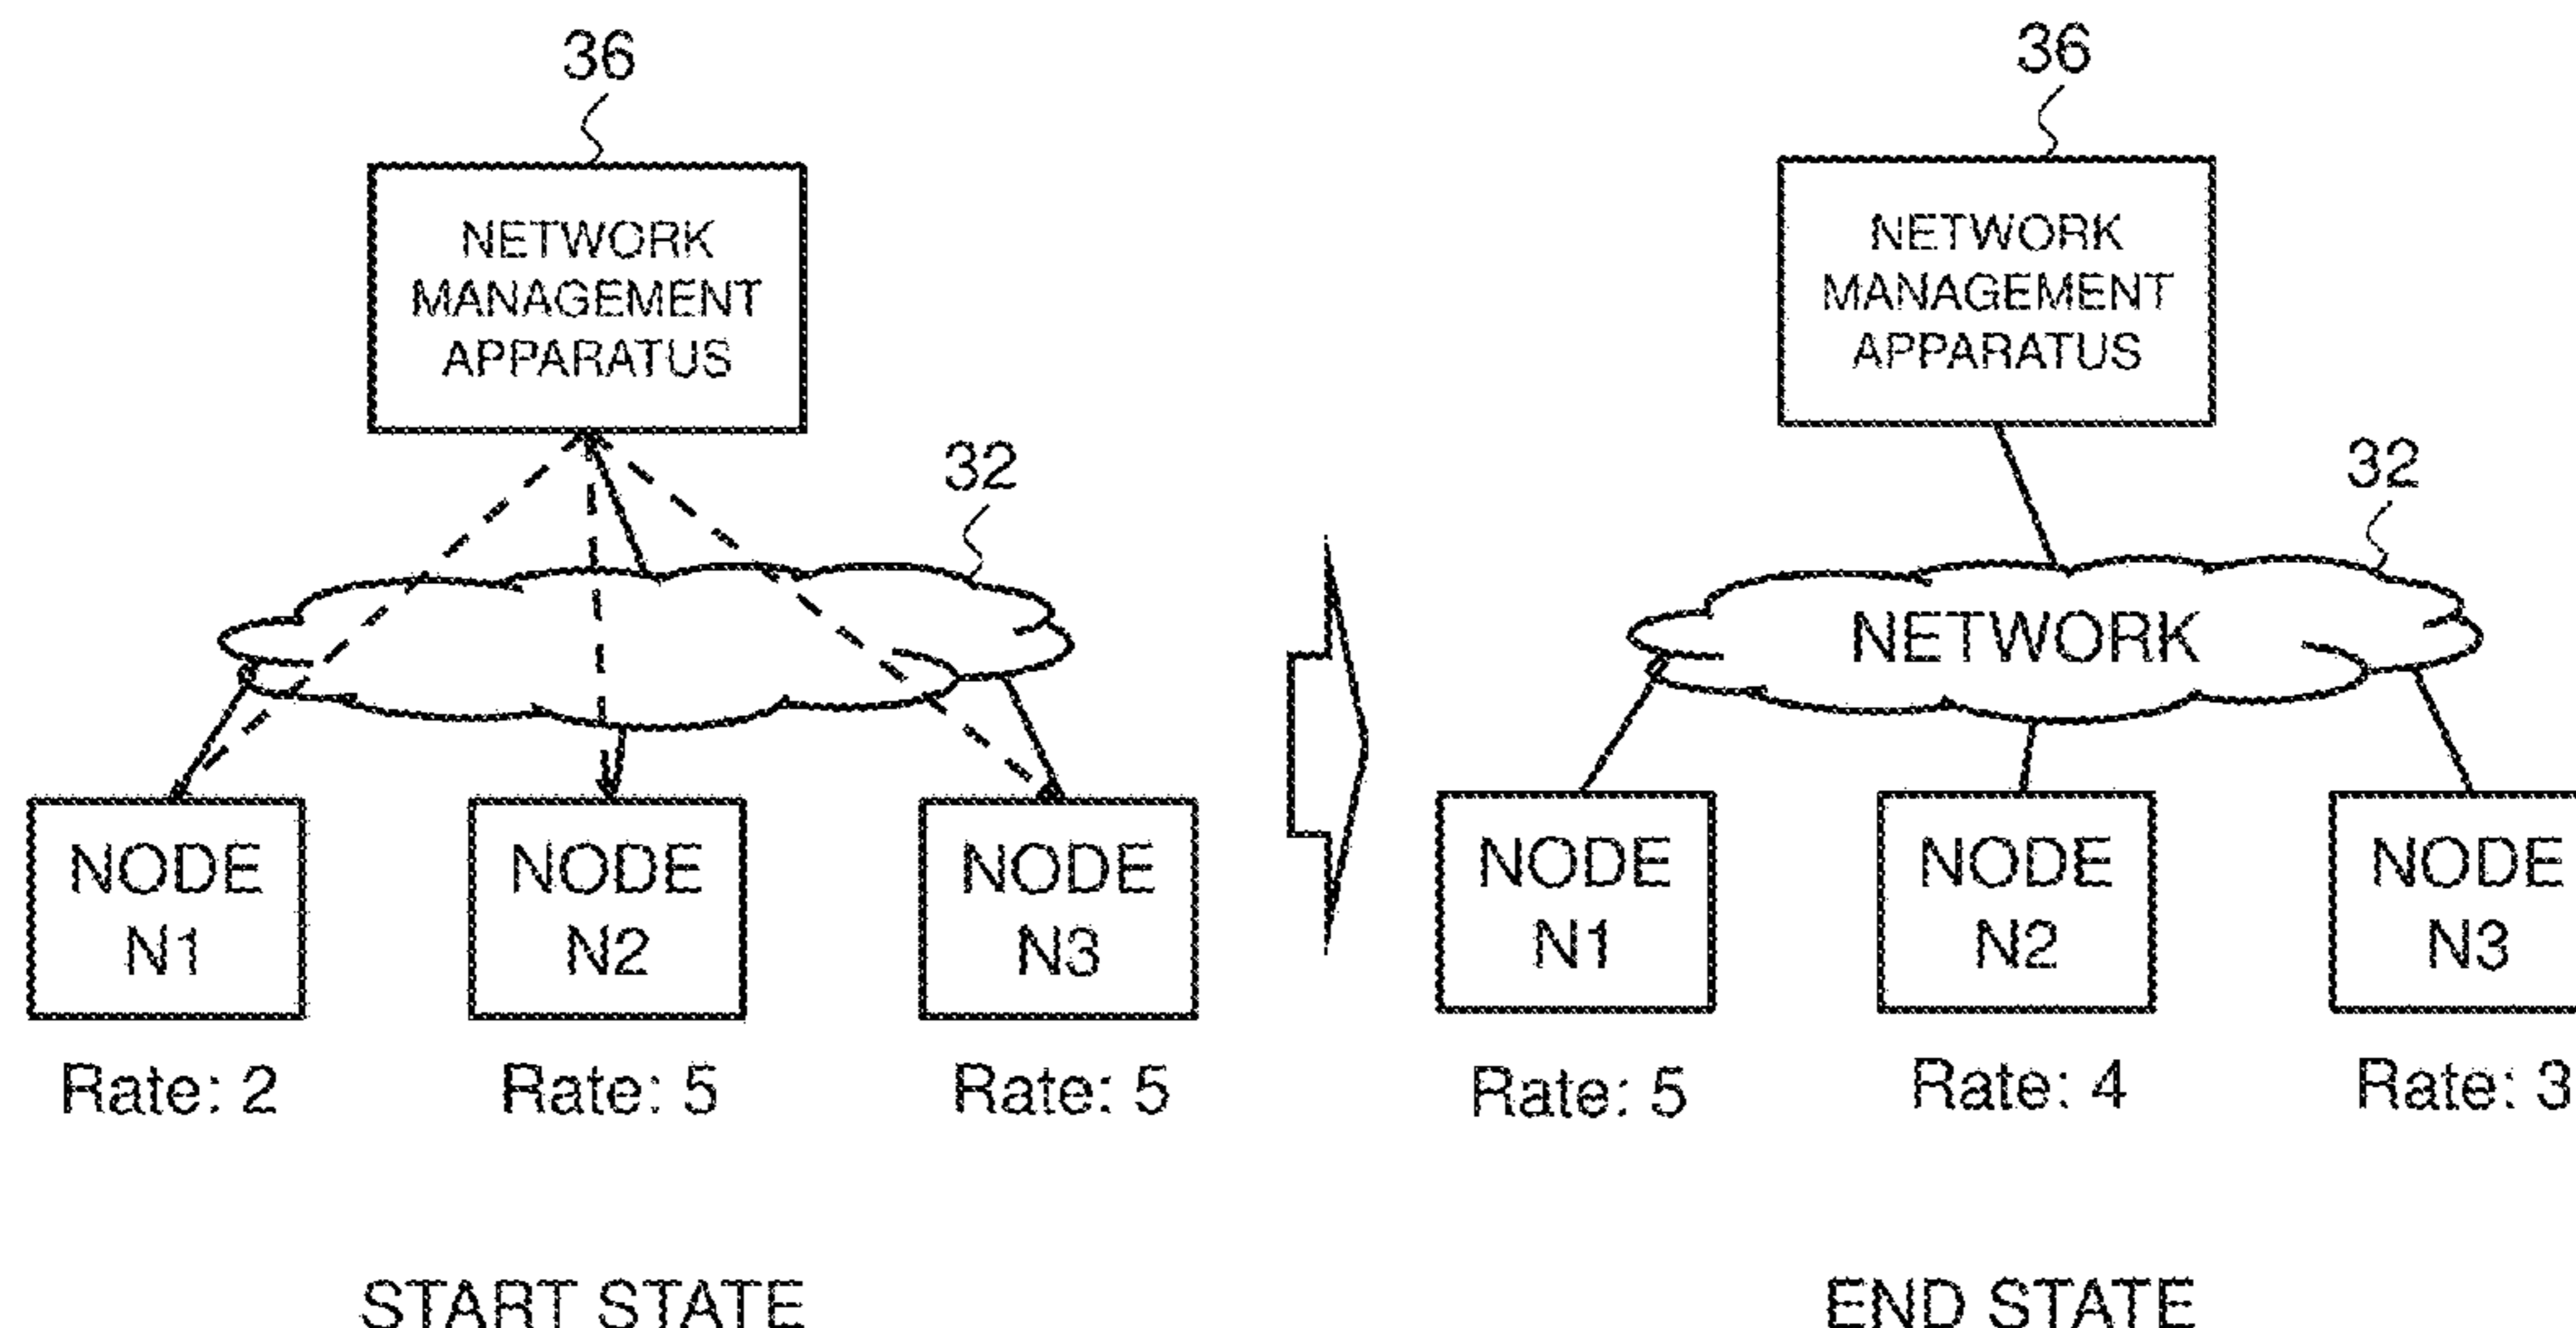 36
NETWORK
MANAGEMENT
APPARATUS
32
NODE
N1
NODE
N2
NODE
N3
Rate: 2
Rate: 5
Rate: 5
START STATE
36
NETWORK
MANAGEMENT
APPARATUS
32
NETWORK
NODE
N1
NODE
N2
NODE
N3
Rate: 5
Rate: 4
Rate: 3
END STATE